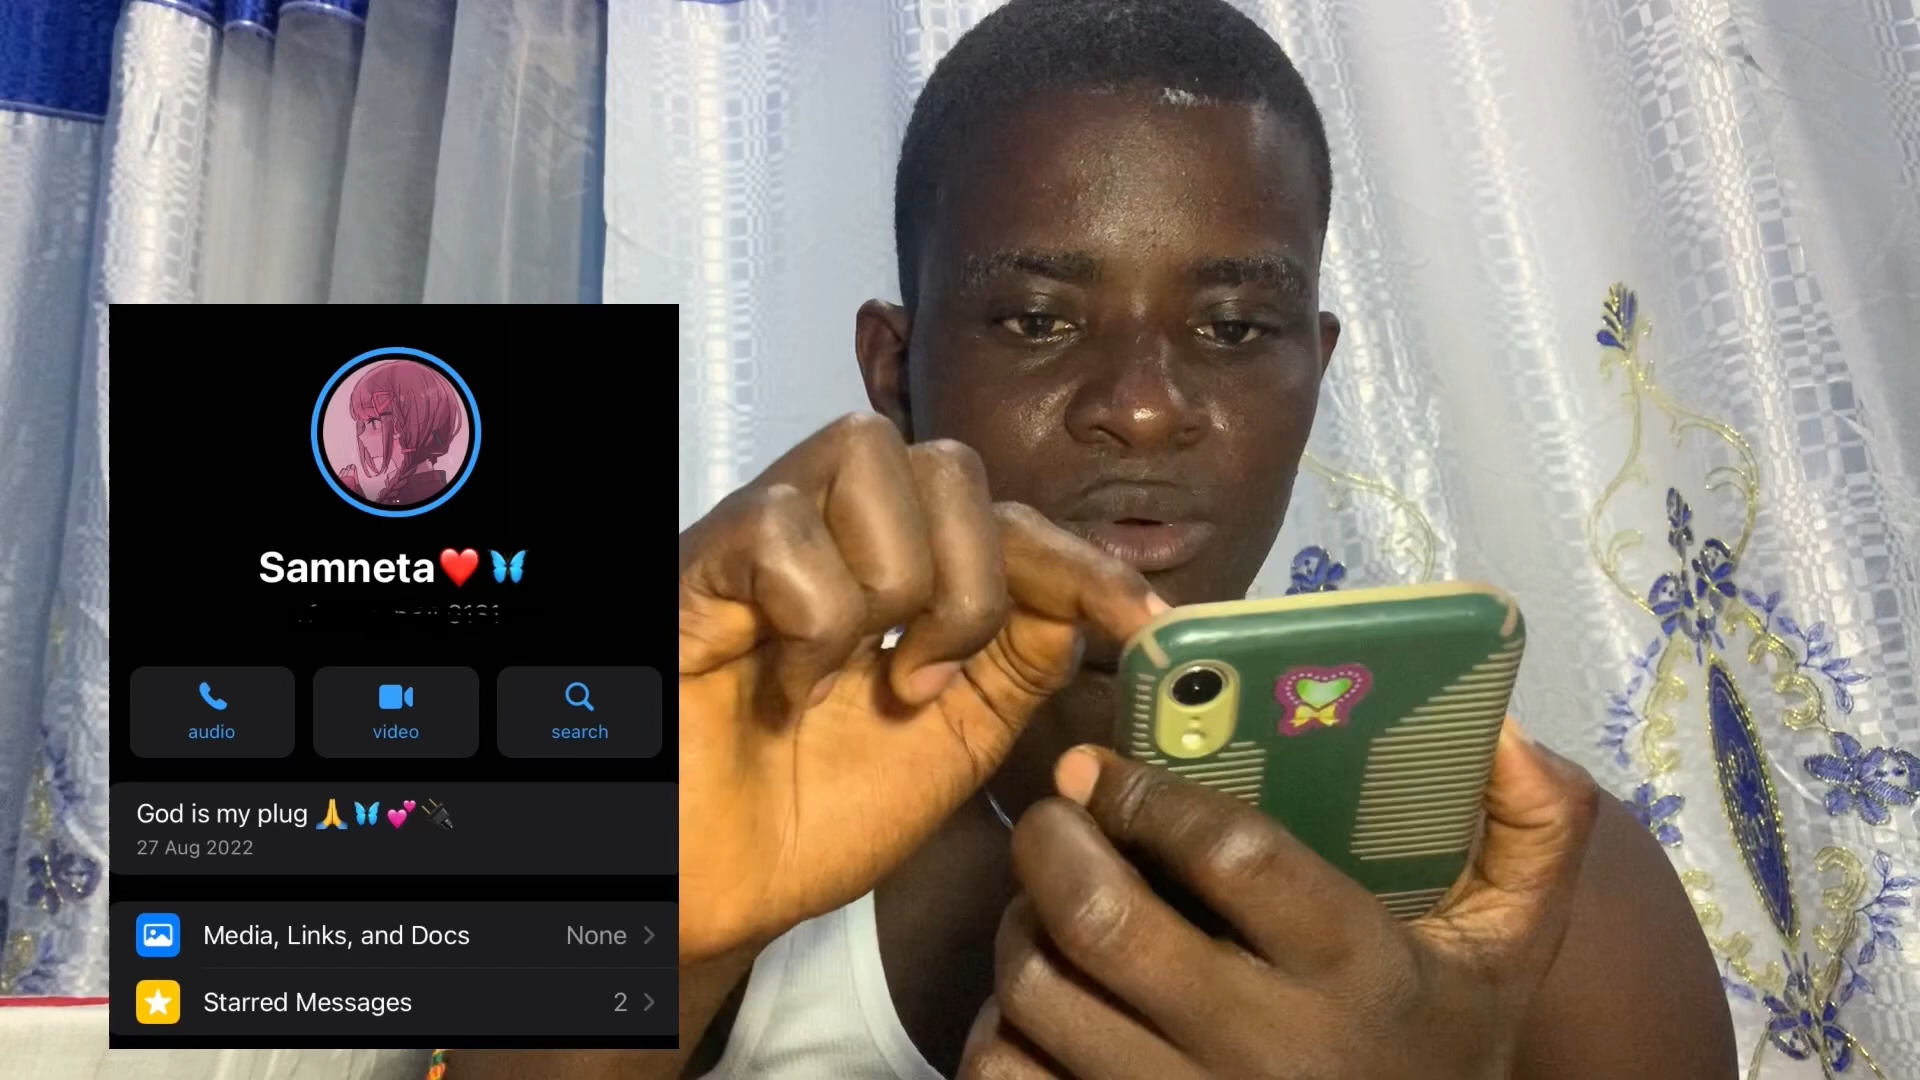 Samneta❤️🦋
audio
video
search
God is my plug 🙏🦋💕🔌
27 Aug 2022
Media, Links, and Docs
None
Starred Messages
2